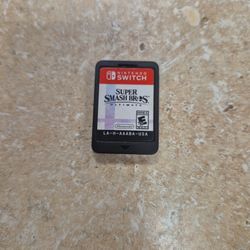 NINTENDO
SWITCH
SUPER
SMASH BROS.
ULTIMATE
E
LA-H-AAABA-USA